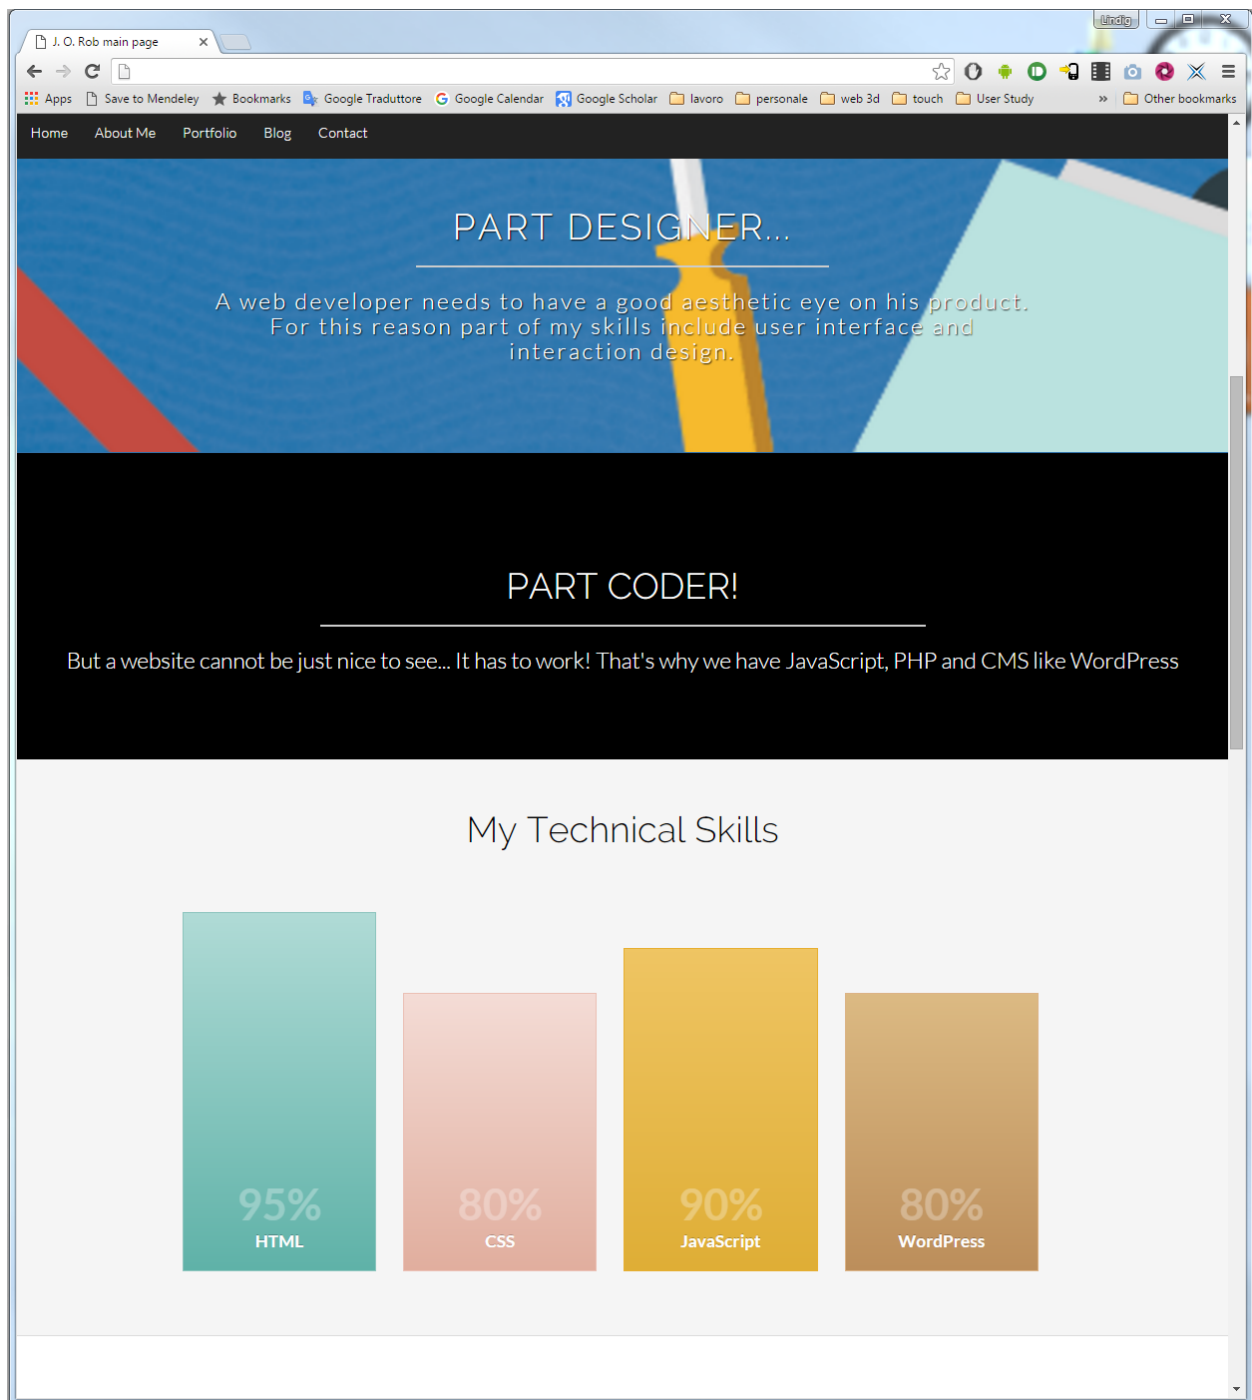 Lindig
J. O. Rob main page
Apps Save to Mendeley Bookmarks Google Traduttore Google Calendar Google Scholar lavoro personale web 3d touch User Study » Other bookmarks
Home About Me Portfolio Blog Contact
PART DESIGNER...
A web developer needs to have a good aesthetic eye on his product.
For this reason part of my skills include user interface and
interaction design.
PART CODER!
But a website cannot be just nice to see... It has to work! That's why we have JavaScript, PHP and CMS like WordPress
My Technical Skills
95% 80% 90% 80%
HTML CSS JavaScript WordPress